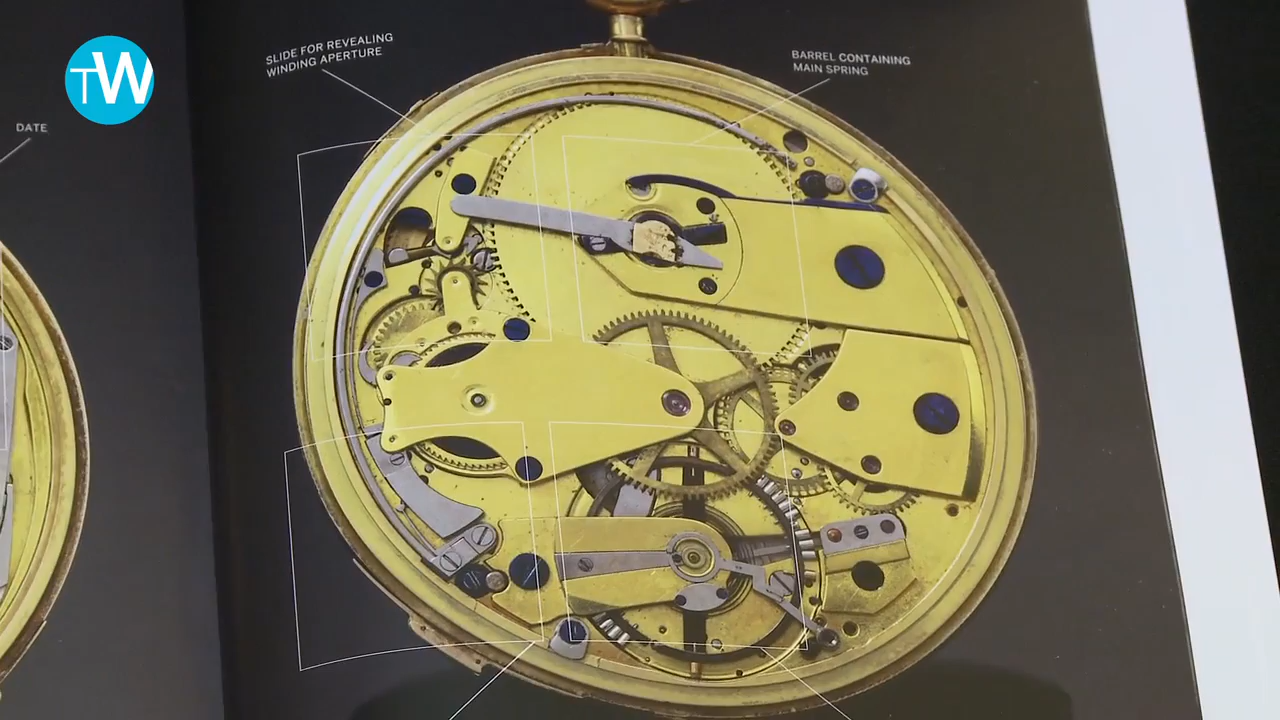 TW
DATE
SLIDE FOR REVEALING
WINDING APERTURE
BARREL CONTAINING
MAIN SPRING